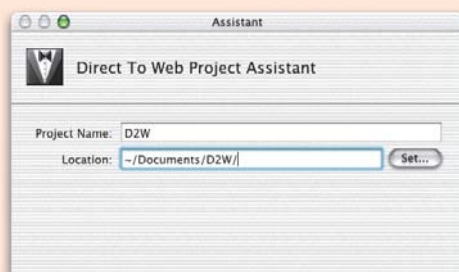 Assistant
Direct To Web Project Assistant
Project Name: D2W
Location: ~/Documents/D2W/ Set...